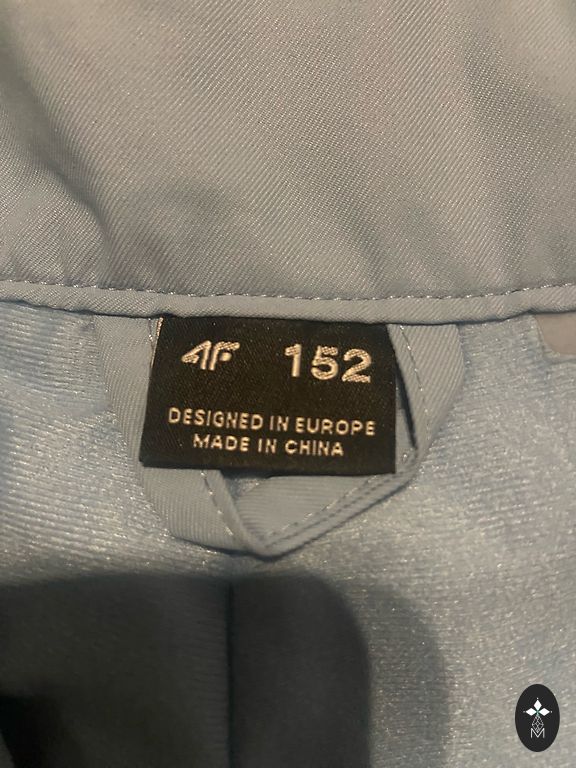 4F 152
DESIGNED IN EUROPE
MADE IN CHINA
M